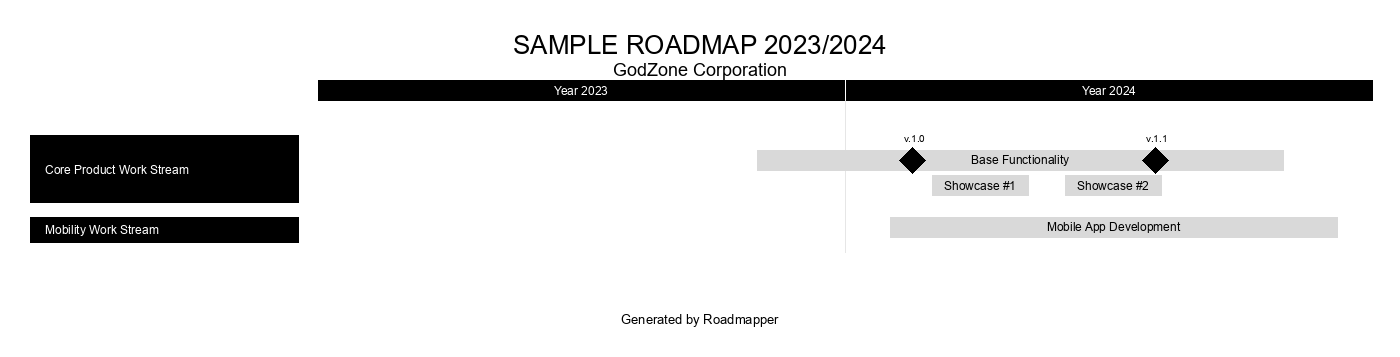 SAMPLE ROADMAP 2023/2024
GodZone Corporation
Year 2023
Year 2024
v.1.0
v.1.1
Core Product Work Stream
Base Functionality
Showcase #1
Showcase #2
Mobility Work Stream
Mobile App Development
Generated by Roadmapper